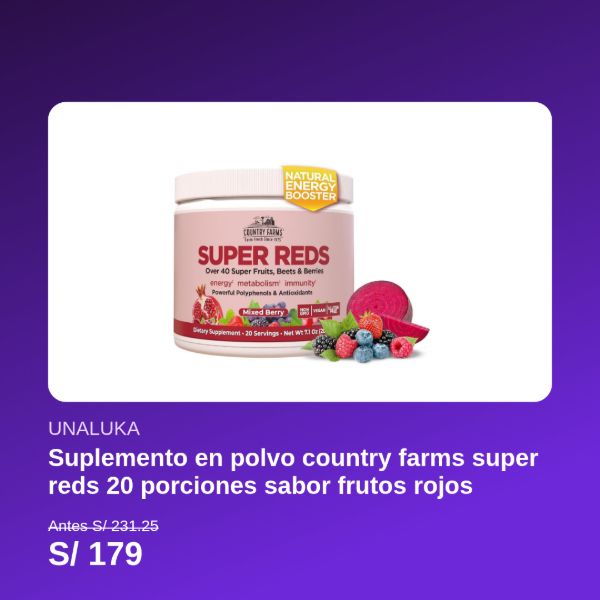 NATURAL
ENERGY
BOOSTER
COUNTRY FARMS
SUPER REDS
Over 40 Super Fruits, Beets & Berries
energy† metabolism† immunity†
Powerful Polyphenols & Antioxidants
Mixed Berry
VEGAN
Dietary Supplement • 20 Servings • Net Wt 7.1 Oz
UNALUKA
Suplemento en polvo country farms super
reds 20 porciones sabor frutos rojos
Antes S/ 231.25
S/ 179